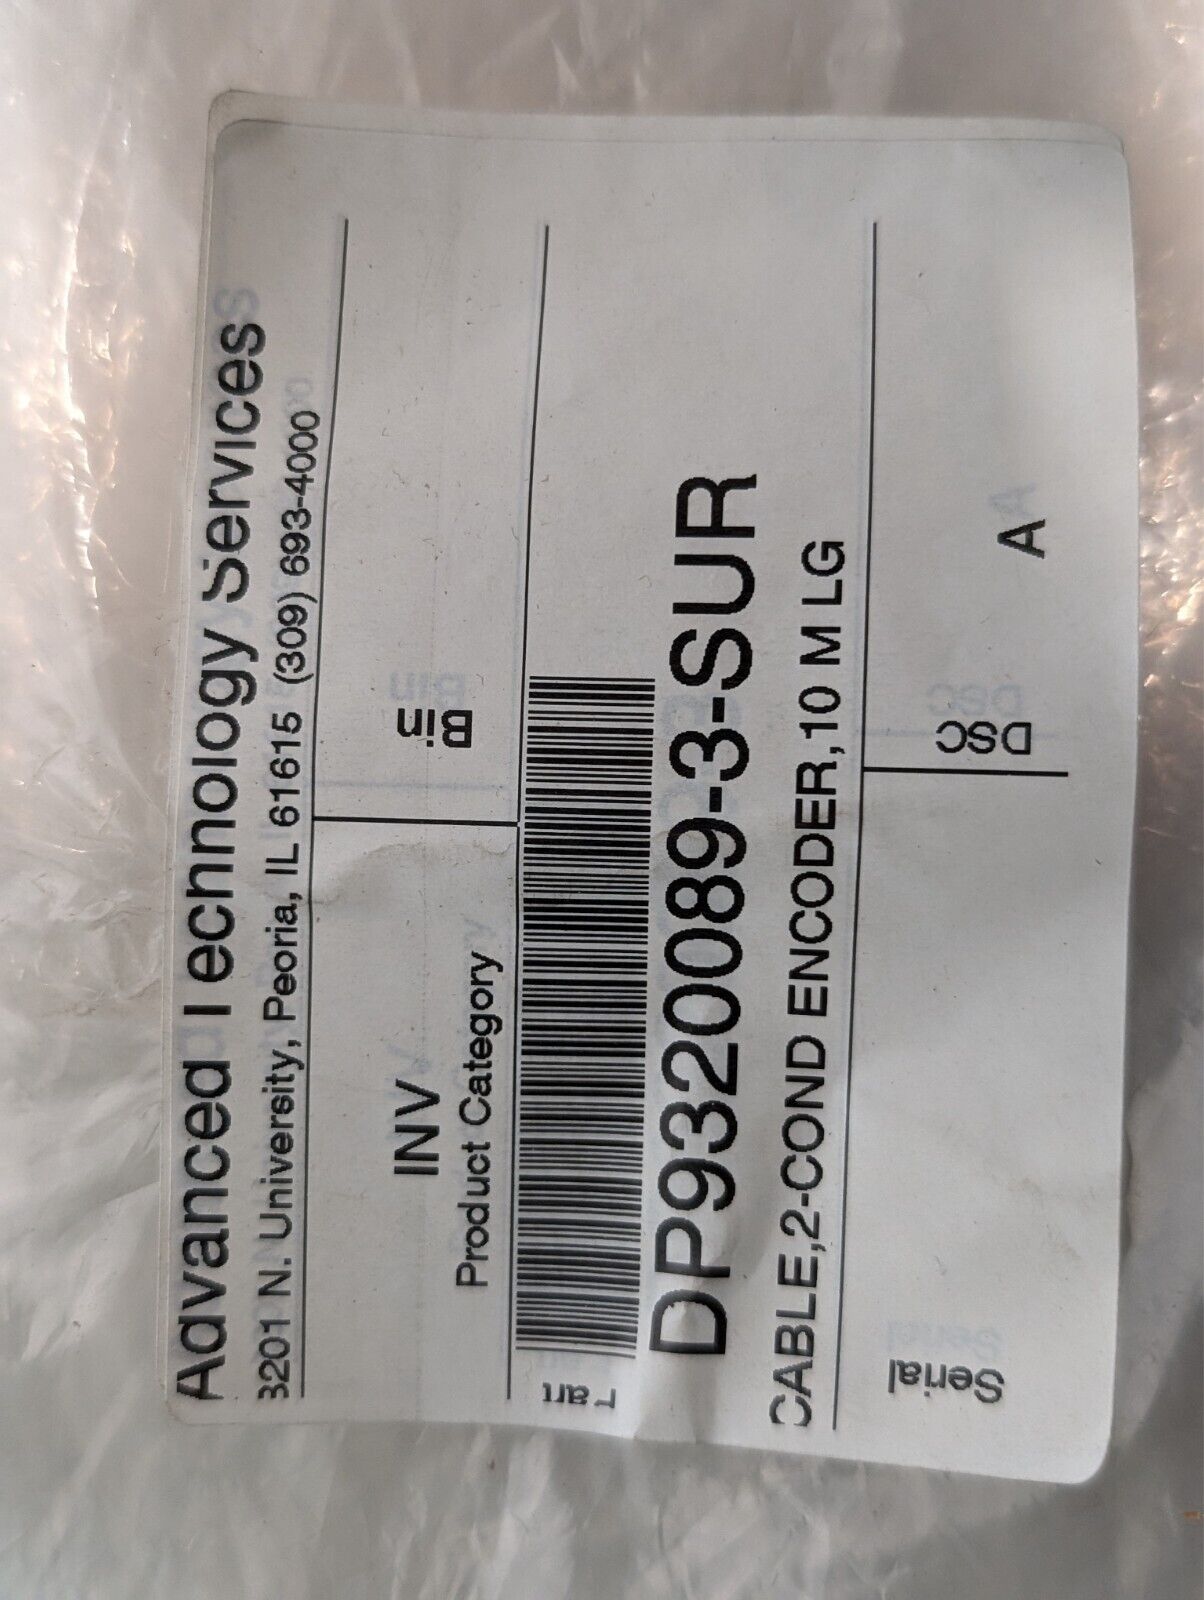 Advanced Technology Services
8201 N. University, Peoria, IL 61615 (309) 693-4000
INV
Product Category
Bin
Part
DP9320089-3-SUR
CABLE,2-COND ENCODER,10 M LG
Serial
DSC
A